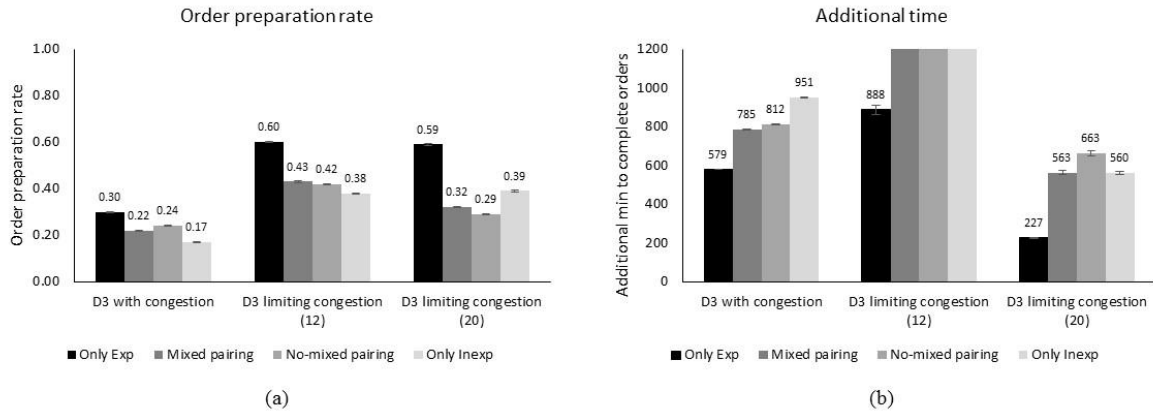 Order preparation rate
Order preparation rate
1.00
0.80
0.60
0.40
0.20
0.00
0.30
0.22
0.24
0.17
0.60
0.43
0.42
0.38
0.59
0.32
0.29
0.39
D3 with congestion
D3 limiting congestion
(12)
D3 limiting congestion
(20)
Only Exp
Mixed pairing
No-mixed pairing
Only Inexp
(a)
Additional time
Additional min to complete orders
1200
1000
800
600
400
200
0
579
785
812
951
888
227
563
663
560
D3 with congestion
D3 limiting congestion
(12)
D3 limiting congestion
(20)
Only Exp
Mixed pairing
No-mixed pairing
Only Inexp
(b)